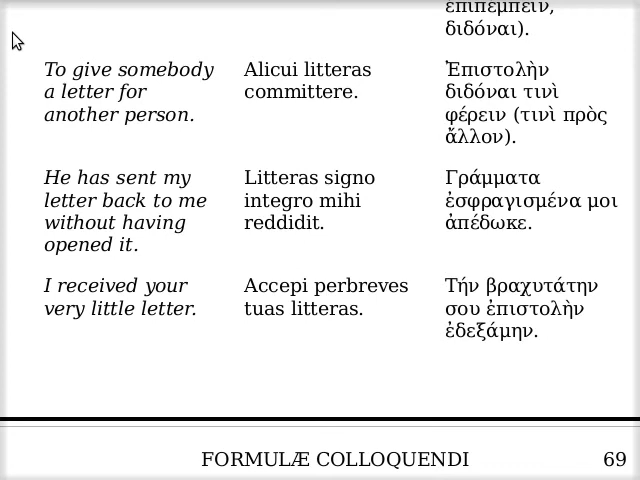 ἐπιπέμπειν,
διδόναι).
To give somebody
a letter for
another person.
Alicui litteras
committere.
Ἐπιστολὴν
διδόναι τινὶ
φέρειν (τινὶ πρὸς
ἄλλον).
He has sent my
letter back to me
without having
opened it.
Litteras signo
integro mihi
reddidit.
Γράμματα
ἐσφραγισμένα μοι
ἀπέδωκε.
I received your
very little letter.
Accepi perbreves
tuas litteras.
Τήν βραχυτάτην
σου ἐπιστολὴν
ἐδεξάμην.
FORMULÆ COLLOQUENDI 69